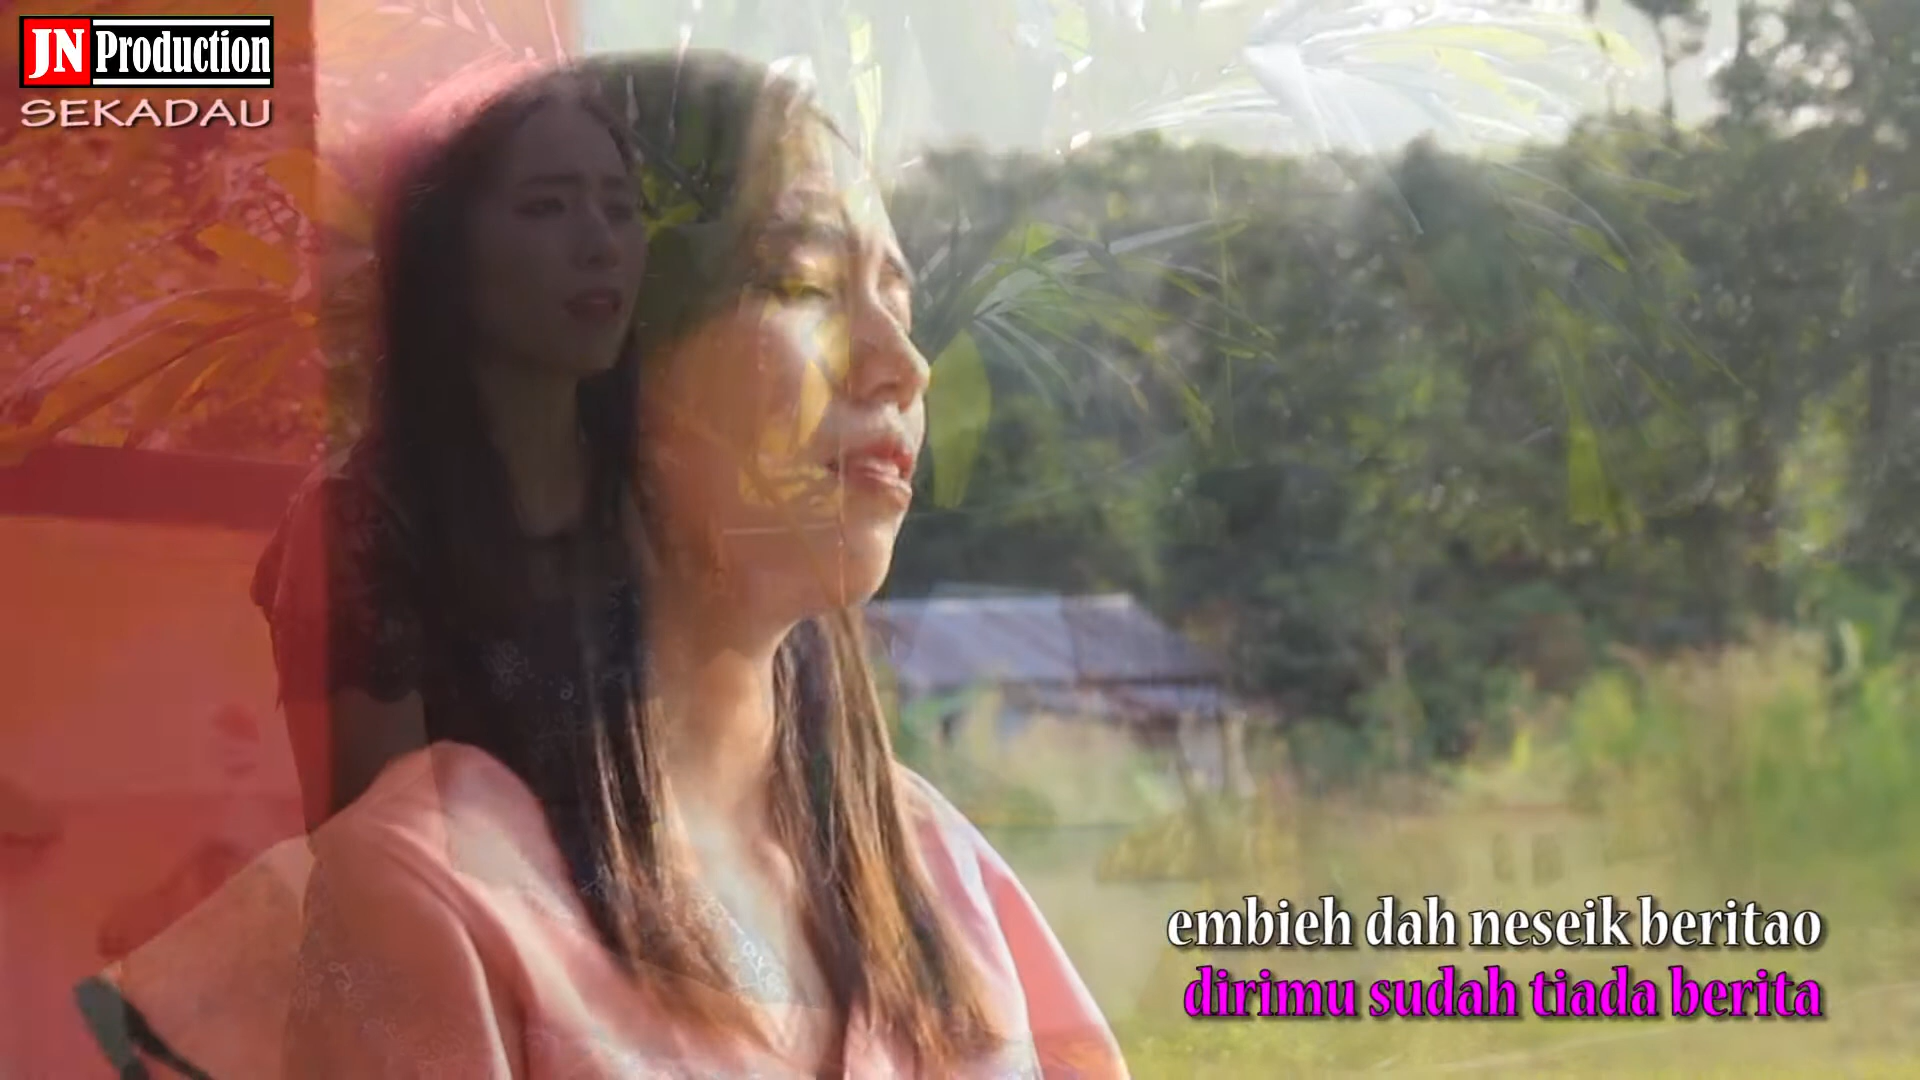 JN Production
SEKADAU
embieh dah neseik beritao
dirimu sudah tiada berita